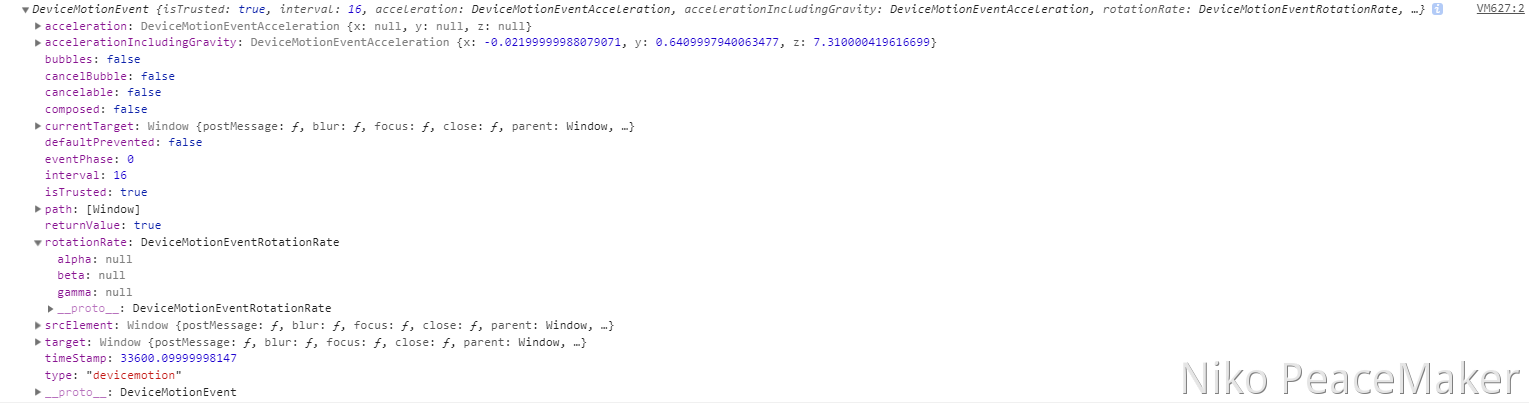 DeviceMotionEvent {isTrusted: true, interval: 16, acceleration: DeviceMotionEventAcceleration, accelerationIncludingGravity: DeviceMotionEventAcceleration, rotationRate: DeviceMotionEventRotationRate, …} i VM627:2
acceleration: DeviceMotionEventAcceleration {x: null, y: null, z: null}
accelerationIncludingGravity: DeviceMotionEventAcceleration {x: -0.02199999988079071, y: 0.6409997940063477, z: 7.310000419616699}
bubbles: false
cancelBubble: false
cancelable: false
composed: false
currentTarget: Window {postMessage: ƒ, blur: ƒ, focus: ƒ, close: ƒ, parent: Window, …}
defaultPrevented: false
eventPhase: 0
interval: 16
isTrusted: true
path: [Window]
returnValue: true
rotationRate: DeviceMotionEventRotationRate
alpha: null
beta: null
gamma: null
__proto__: DeviceMotionEventRotationRate
srcElement: Window {postMessage: ƒ, blur: ƒ, focus: ƒ, close: ƒ, parent: Window, …}
target: Window {postMessage: ƒ, blur: ƒ, focus: ƒ, close: ƒ, parent: Window, …}
timeStamp: 33600.09999998147
type: "devicemotion"
__proto__: DeviceMotionEvent
Niko PeaceMaker